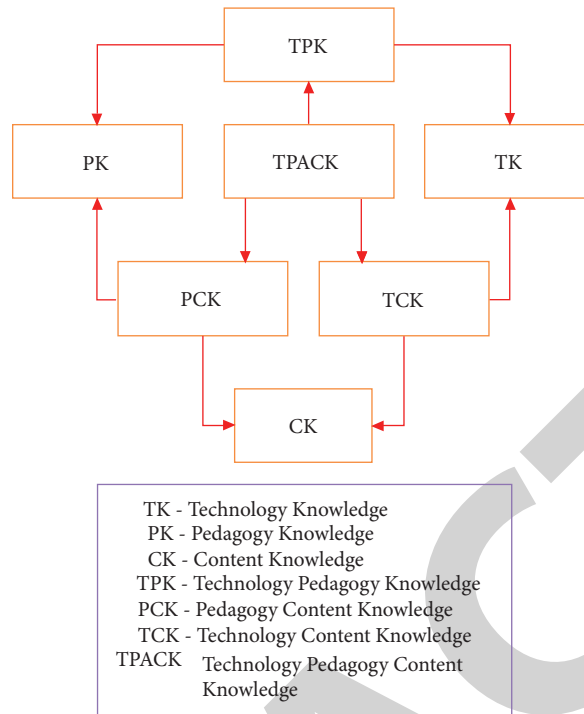 TPK
PK
TPACK
TK
PCK
TCK
CK
TK - Technology Knowledge
PK - Pedagogy Knowledge
CK - Content Knowledge
TPK - Technology Pedagogy Knowledge
PCK - Pedagogy Content Knowledge
TCK - Technology Content Knowledge
TPACK Technology Pedagogy Content
Knowledge